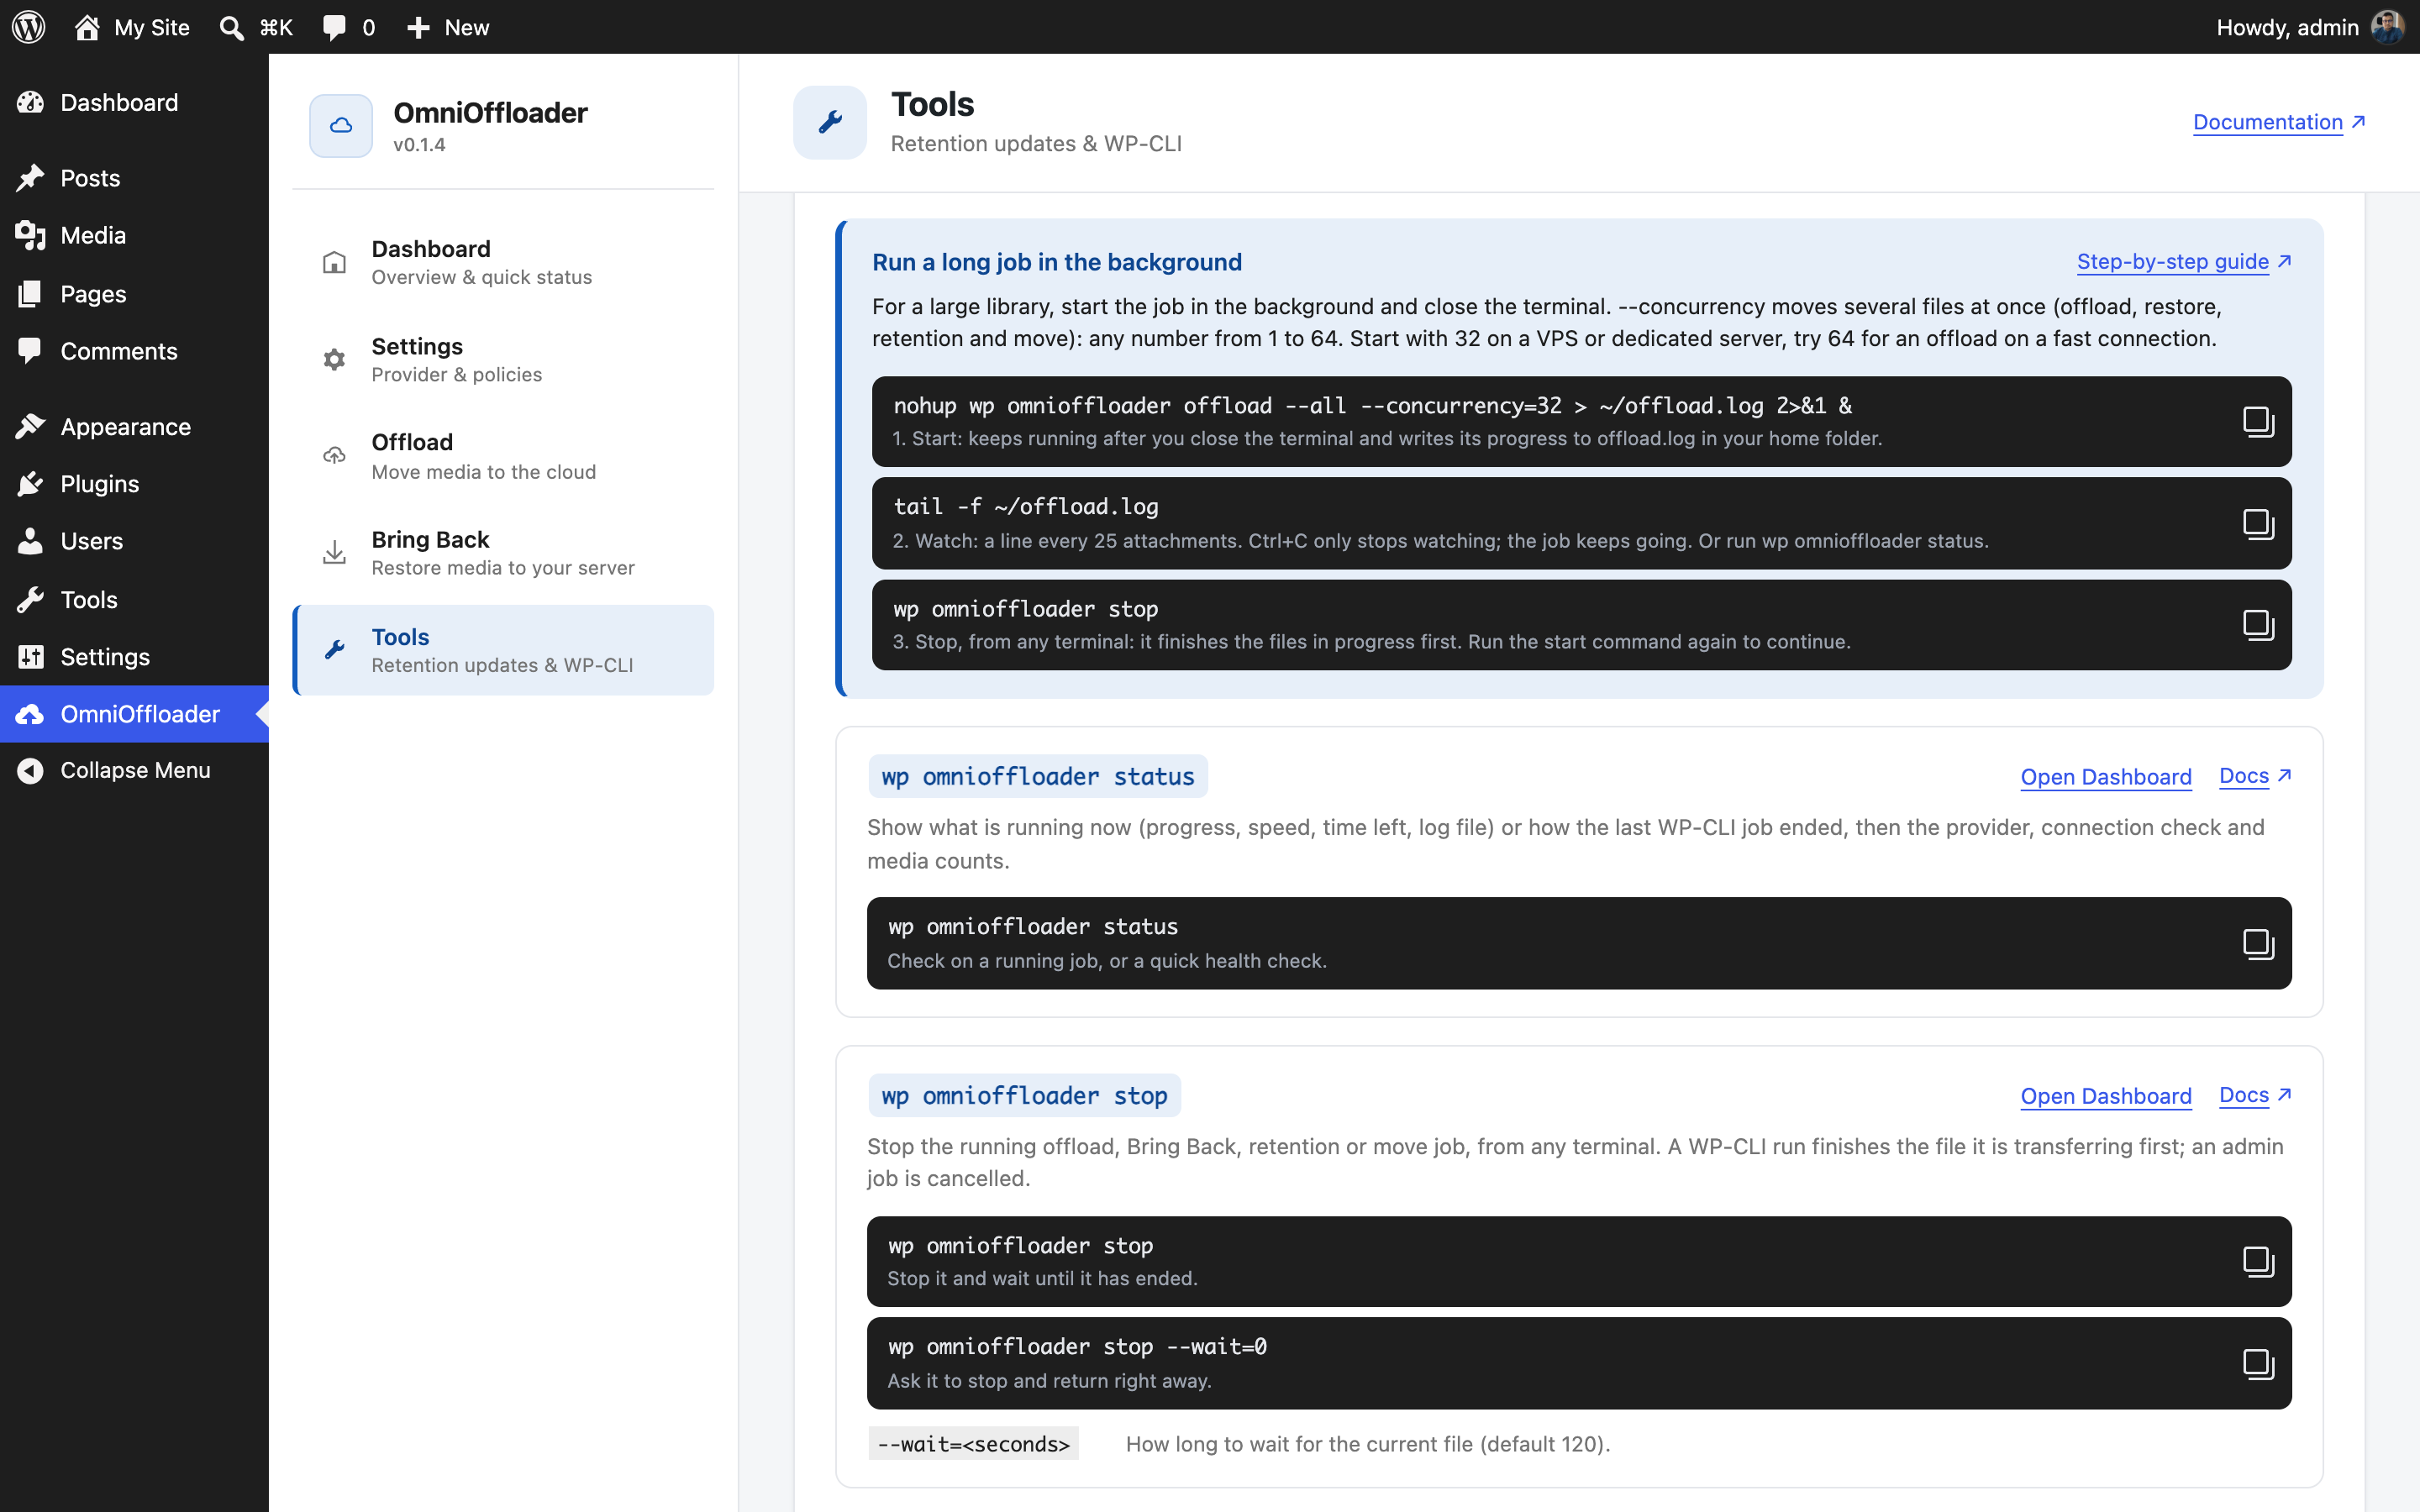 My Site
⌘K
0
New
Howdy, admin
Dashboard
Posts
Media
Pages
Comments
Appearance
Plugins
Users
Tools
Settings
OmniOffloader
Collapse Menu
OmniOffloader
v0.1.4
Dashboard
Overview & quick status
Settings
Provider & policies
Offload
Move media to the cloud
Bring Back
Restore media to your server
Tools
Retention updates & WP-CLI
Tools
Retention updates & WP-CLI
Documentation ↗
Run a long job in the background
Step-by-step guide ↗
For a large library, start the job in the background and close the terminal. --concurrency moves several files at once (offload, restore,
retention and move): any number from 1 to 64. Start with 32 on a VPS or dedicated server, try 64 for an offload on a fast connection.
nohup wp omnioffloader offload --all --concurrency=32 > ~/offload.log 2>&1 &
1. Start: keeps running after you close the terminal and writes its progress to offload.log in your home folder.
tail -f ~/offload.log
2. Watch: a line every 25 attachments. Ctrl+C only stops watching; the job keeps going. Or run wp omnioffloader status.
wp omnioffloader stop
3. Stop, from any terminal: it finishes the files in progress first. Run the start command again to continue.
wp omnioffloader status
Open Dashboard
Docs ↗
Show what is running now (progress, speed, time left, log file) or how the last WP-CLI job ended, then the provider, connection check and
media counts.
wp omnioffloader status
Check on a running job, or a quick health check.
wp omnioffloader stop
Open Dashboard
Docs ↗
Stop the running offload, Bring Back, retention or move job, from any terminal. A WP-CLI run finishes the file it is transferring first; an admin
job is cancelled.
wp omnioffloader stop
Stop it and wait until it has ended.
wp omnioffloader stop --wait=0
Ask it to stop and return right away.
--wait=<seconds>
How long to wait for the current file (default 120).